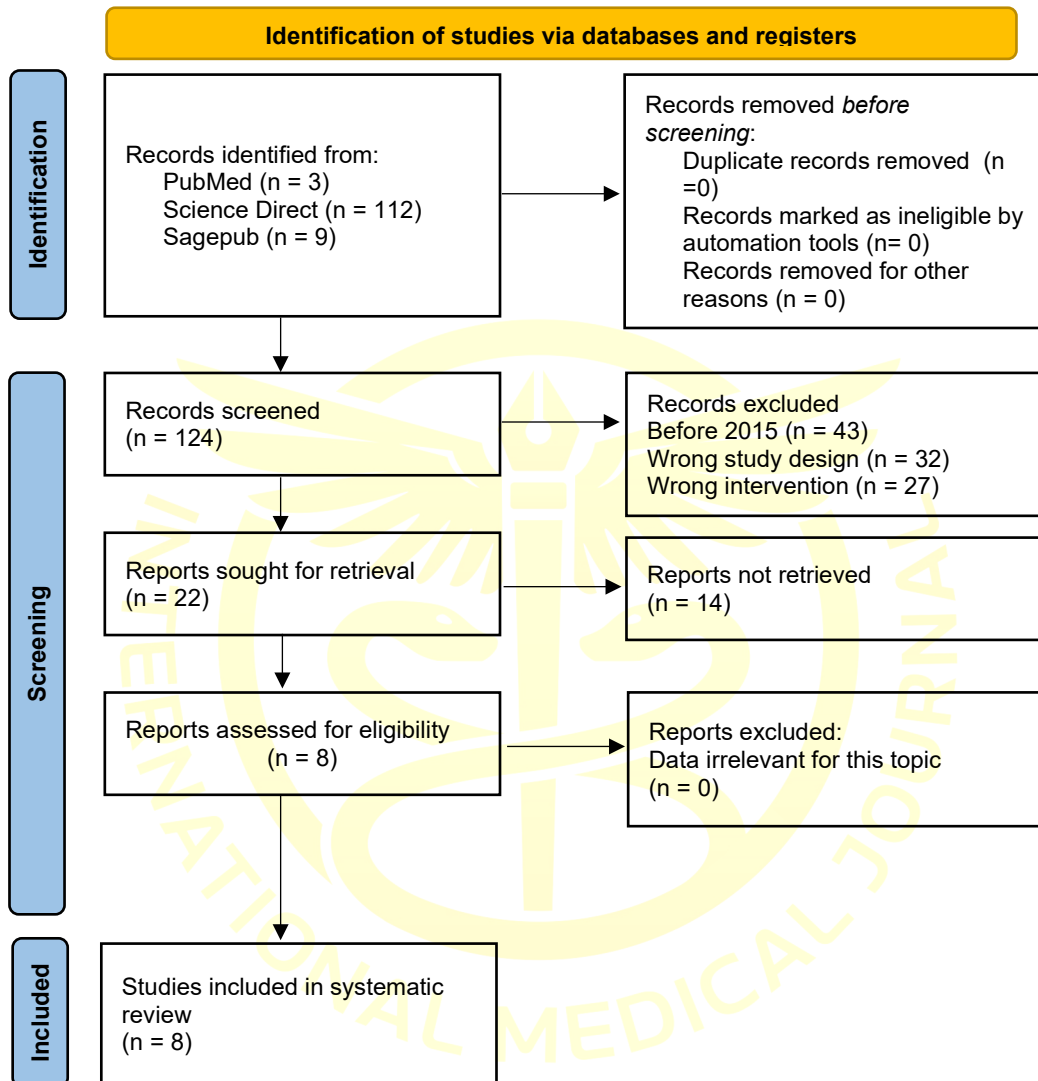 Identification of studies via databases and registers
Identification
Records identified from:
PubMed (n = 3)
Science Direct (n = 112)
Sagepub (n = 9)
Records removed before
screening:
Duplicate records removed (n
=0)
Records marked as ineligible by
automation tools (n= 0)
Records removed for other
reasons (n = 0)
Screening
Records screened
(n = 124)
Records excluded
Before 2015 (n = 43)
Wrong study design (n = 32)
Wrong intervention (n = 27)
Reports sought for retrieval
(n = 22)
Reports not retrieved
(n = 14)
Reports assessed for eligibility
(n = 8)
Reports excluded:
Data irrelevant for this topic
(n = 0)
Included
Studies included in systematic
review
(n = 8)
INTERNATIONAL MEDICAL JOURNAL